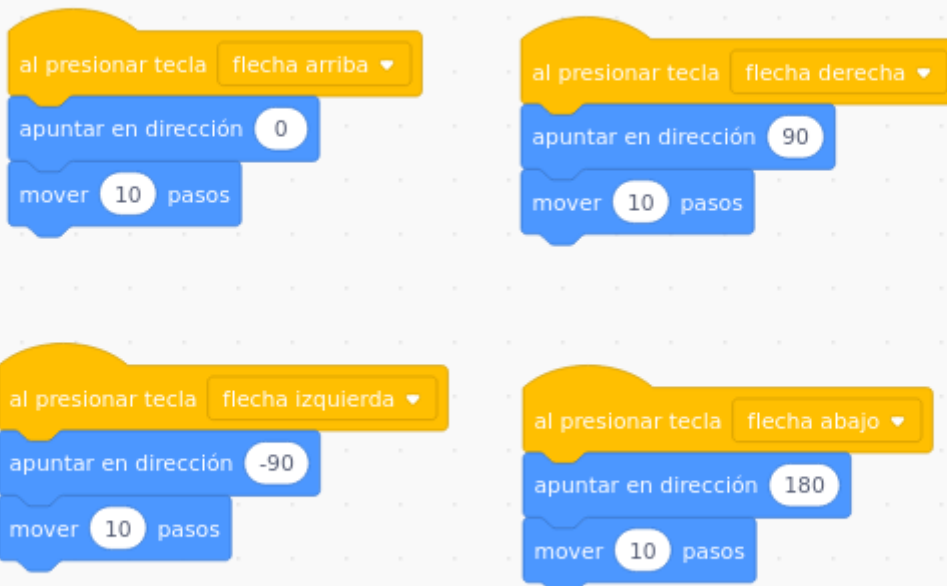 al presionar tecla flecha arriba
apuntar en dirección 0
mover 10 pasos
al presionar tecla flecha derecha
apuntar en dirección 90
mover 10 pasos
al presionar tecla flecha izquierda
apuntar en dirección -90
mover 10 pasos
al presionar tecla flecha abajo
apuntar en dirección 180
mover 10 pasos